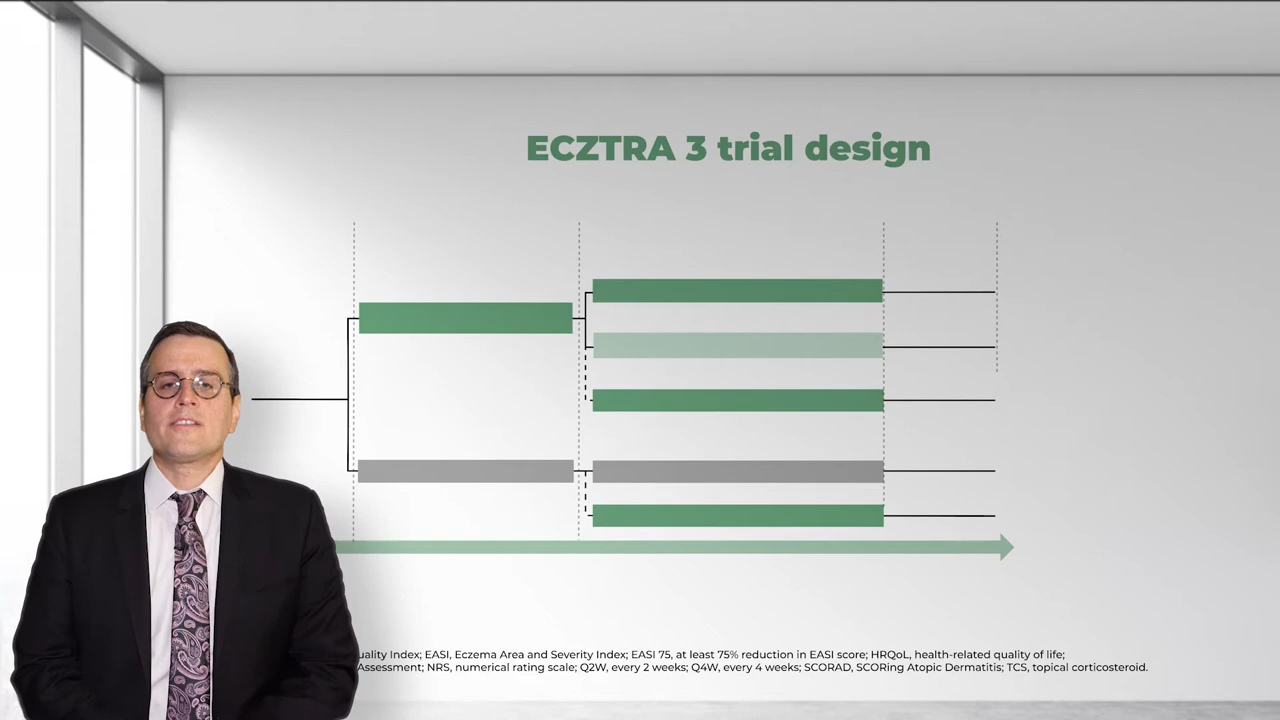 ECZTRA 3 trial design
Quality Index; EASI, Eczema Area and Severity Index; EASI 75, at least 75% reduction in EASI score; HRQoL, health-related quality of life;
Assessment; NRS, numerical rating scale; Q2W, every 2 weeks; Q4W, every 4 weeks; SCORAD, SCORing Atopic Dermatitis; TCS, topical corticosteroid.